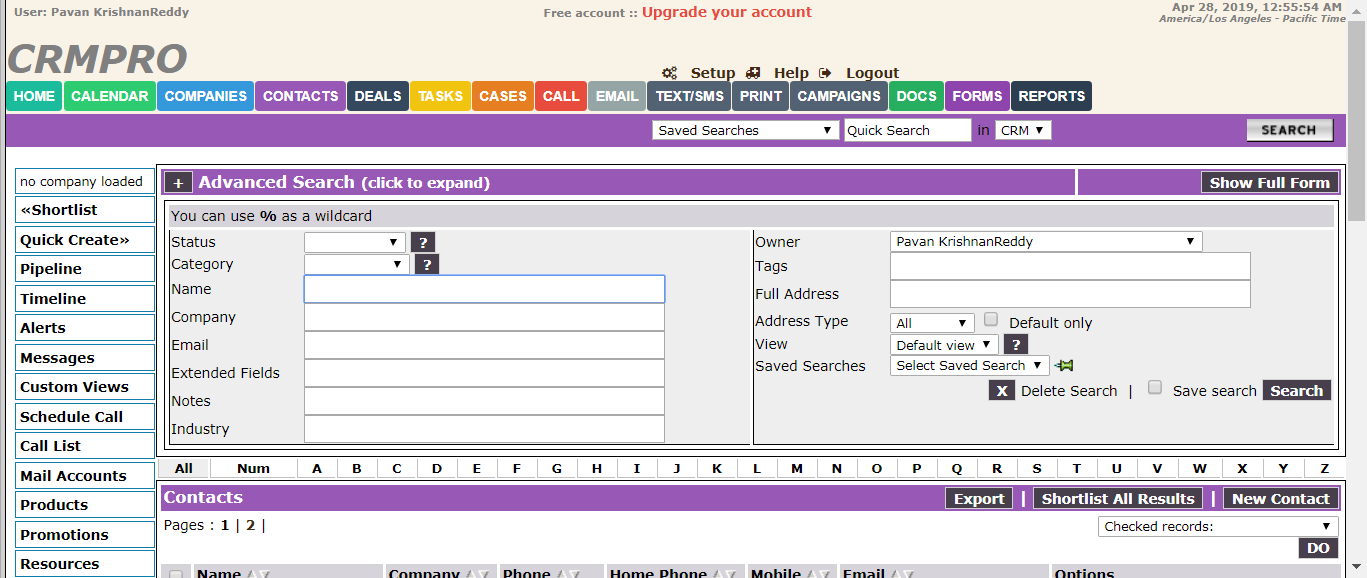 User: Pavan KrishnanReddy
Free account :: Upgrade your account
Apr 28, 2019, 12:55:54 AM
America/Los Angeles - Pacific Time
CRMPRO
Setup Help Logout
HOME CALENDAR COMPANIES CONTACTS DEALS TASKS CASES CALL EMAIL TEXT/SMS PRINT CAMPAIGNS DOCS FORMS REPORTS
Saved Searches Quick Search in CRM SEARCH
no company loaded
«Shortlist
Quick Create»
Pipeline
Timeline
Alerts
Messages
Custom Views
Schedule Call
Call List
Mail Accounts
Products
Promotions
Resources
+ Advanced Search (click to expand) Show Full Form
You can use % as a wildcard
Status ?
Category ?
Name
Company
Email
Extended Fields
Notes
Industry
Owner Pavan KrishnanReddy
Tags
Full Address
Address Type All Default only
View Default view ?
Saved Searches Select Saved Search
X Delete Search | Save search Search
All Num A B C D E F G H I J K L M N O P Q R S T U V W X Y Z
Contacts Export | Shortlist All Results | New Contact
Pages : 1 | 2 |
Checked records:
DO
Name Company Phone Home Phone Mobile Email Options